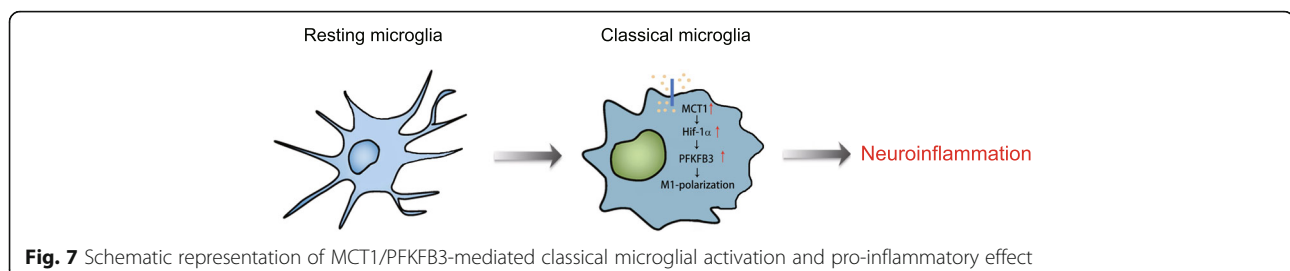 Resting microglia
Classical microglia
MCT1↑
↓
Hif-1α ↑
↓
PFKFB3 ↑
↓
M1-polarization
Neuroinflammation
Fig. 7 Schematic representation of MCT1/PFKFB3-mediated classical microglial activation and pro-inflammatory effect